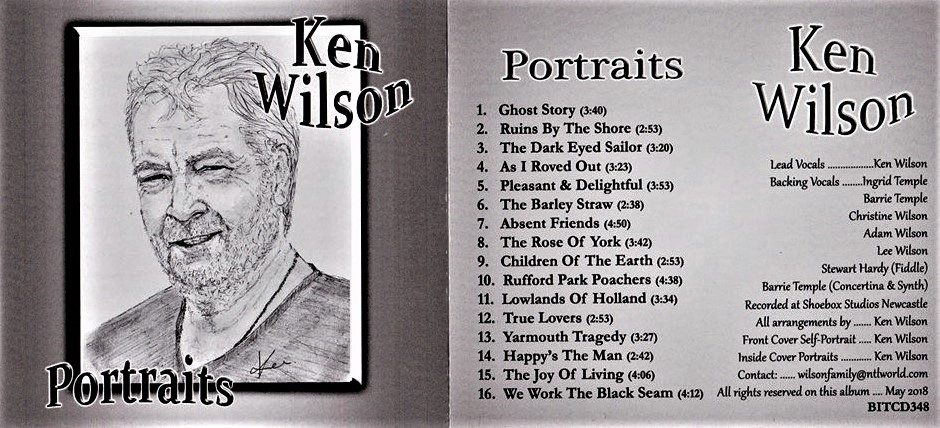 Ken
Wilson
Ken
Portraits
Portraits
Ken
Wilson
1. Ghost Story (3:40)
2. Ruins By The Shore (2:53)
3. The Dark Eyed Sailor (3:20)
4. As I Roved Out (3:23)
5. Pleasant & Delightful (3:53)
6. The Barley Straw (2:38)
7. Absent Friends (4:50)
8. The Rose Of York (3:42)
9. Children Of The Earth (2:53)
10. Rufford Park Poachers (4:38)
11. Lowlands Of Holland (3:34)
12. True Lovers (2:53)
13. Yarmouth Tragedy (3:27)
14. Happy's The Man (2:42)
15. The Joy Of Living (4:06)
16. We Work The Black Seam (4:12)
Lead Vocals ..................Ken Wilson
Backing Vocals ........Ingrid Temple
Barrie Temple
Christine Wilson
Adam Wilson
Lee Wilson
Stewart Hardy (Fiddle)
Barrie Temple (Concertina & Synth)
Recorded at Shoebox Studios Newcastle
All arrangements by ....... Ken Wilson
Front Cover Self-Portrait ..... Ken Wilson
Inside Cover Portraits ............ Ken Wilson
Contact: ...... wilsonfamily@ntlworld.com
All rights reserved on this album .... May 2018
BITCD348